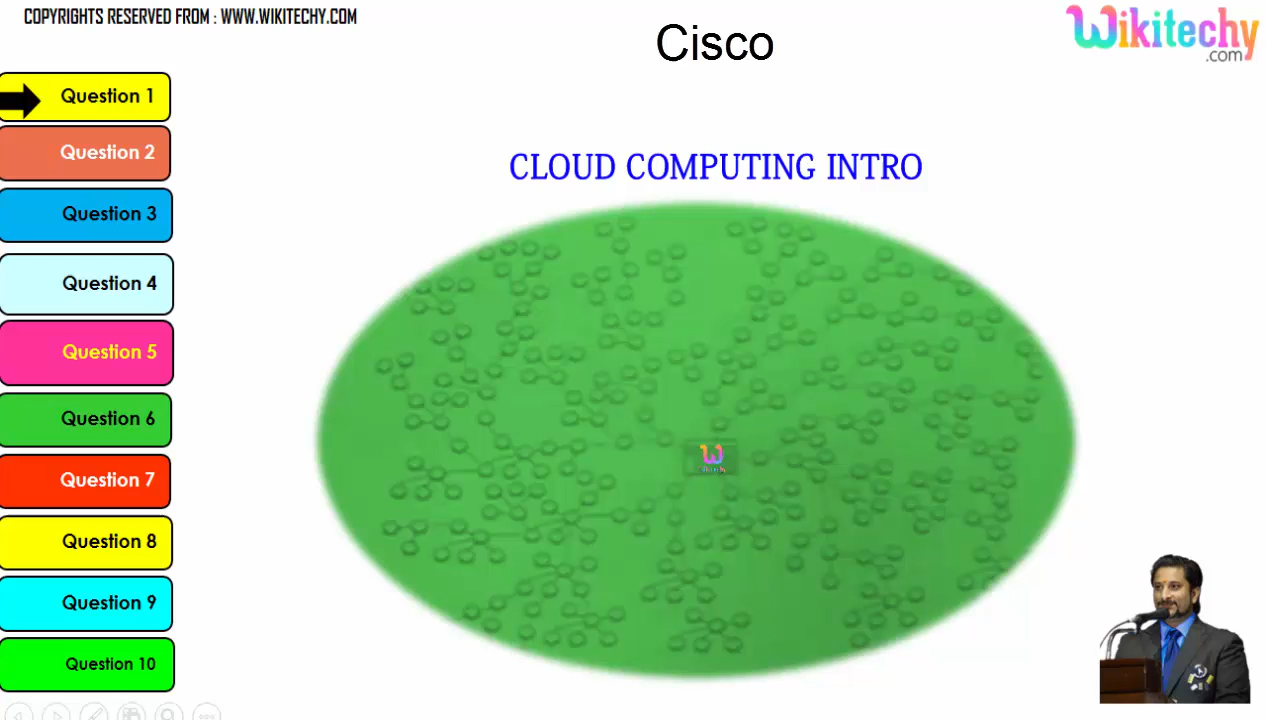 COPYRIGHTS RESERVED FROM : WWW.WIKITECHY.COM
Cisco
Wikitechy
.com
CLOUD COMPUTING INTRO
Question 1
Question 2
Question 3
Question 4
Question 5
Question 6
Question 7
Question 8
Question 9
Question 10
W